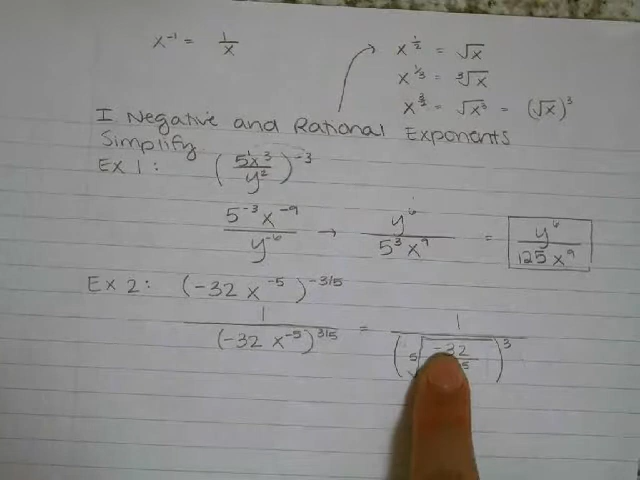 x⁻¹ = 1/x
x^(1/2) = √x
x^(1/3) = ∛x
x^(3/2) = √x³ = (√x)³
I Negative and Rational Exponents
Simplify
EX 1: (5¹x³/y²)⁻³
5⁻³x⁻⁹/y⁻⁶ → y⁶/5³x⁹ = y⁶/125x⁹
Ex 2: (-32x⁻⁵)^(-3/5)
1/(-32x⁻⁵)^(3/5) = 1/(⁵√(-32/ ⁵))³